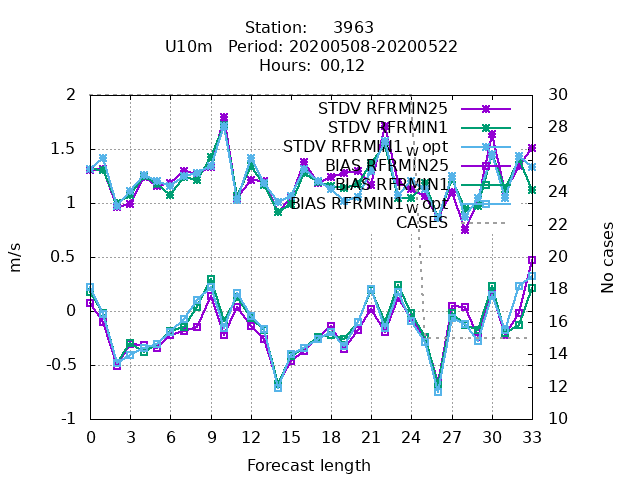 Station: 3963
U10m Period: 20200508-20200522
Hours: 00,12
STDV RFRMIN25
STDV RFRMIN1
STDV RFRMIN1_W opt
BIAS RFRMIN25
BIAS RFRMIN1
BIAS RFRMIN1_W opt
CASES
2
1.5
1
0.5
0
-0.5
-1
m/s
30
28
26
24
22
20
18
16
14
12
10
No cases
0 3 6 9 12 15 18 21 24 27 30 33
Forecast length